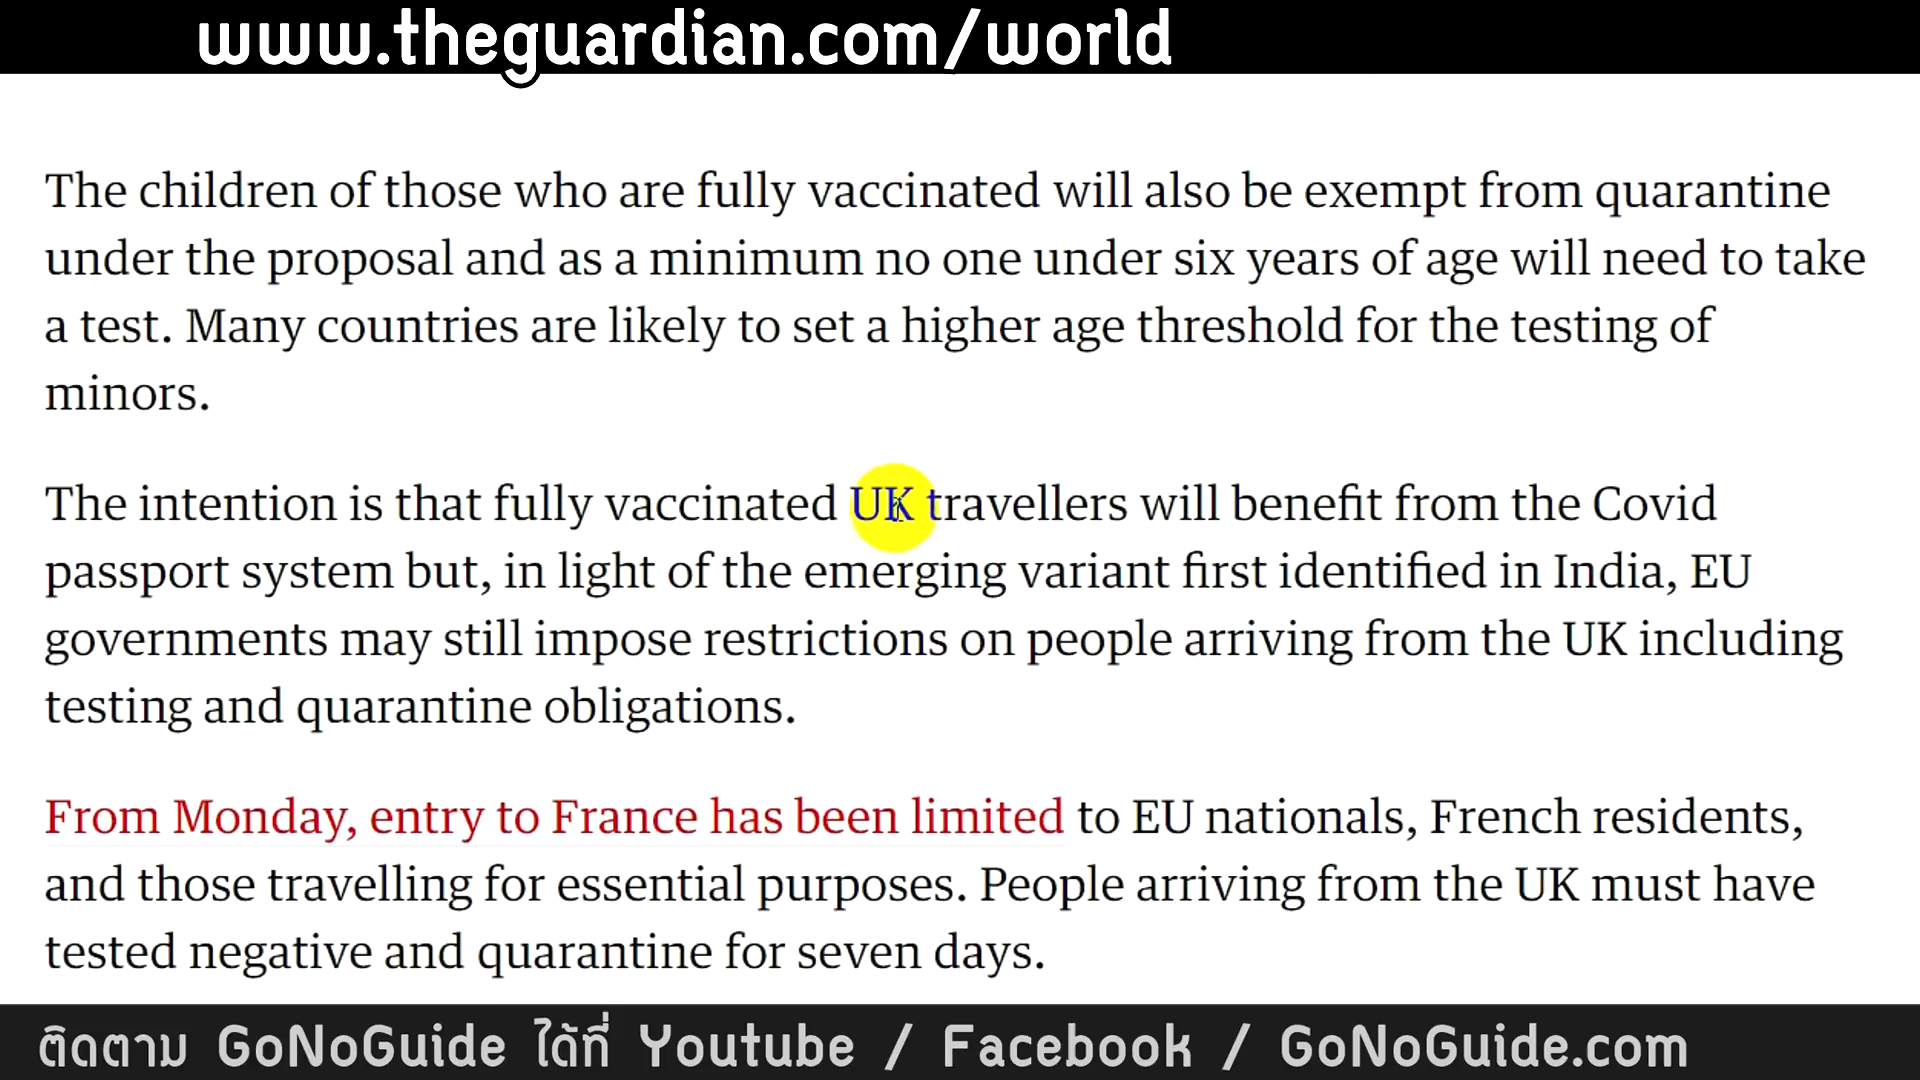 www.theguardian.com/world
The children of those who are fully vaccinated will also be exempt from quarantine
under the proposal and as a minimum no one under six years of age will need to take
a test. Many countries are likely to set a higher age threshold for the testing of
minors.
The intention is that fully vaccinated UK travellers will benefit from the Covid
passport system but, in light of the emerging variant first identified in India, EU
governments may still impose restrictions on people arriving from the UK including
testing and quarantine obligations.
From Monday, entry to France has been limited to EU nationals, French residents,
and those travelling for essential purposes. People arriving from the UK must have
tested negative and quarantine for seven days.
ติดตาม GoNoGuide ได้ที่ Youtube / Facebook / GoNoGuide.com